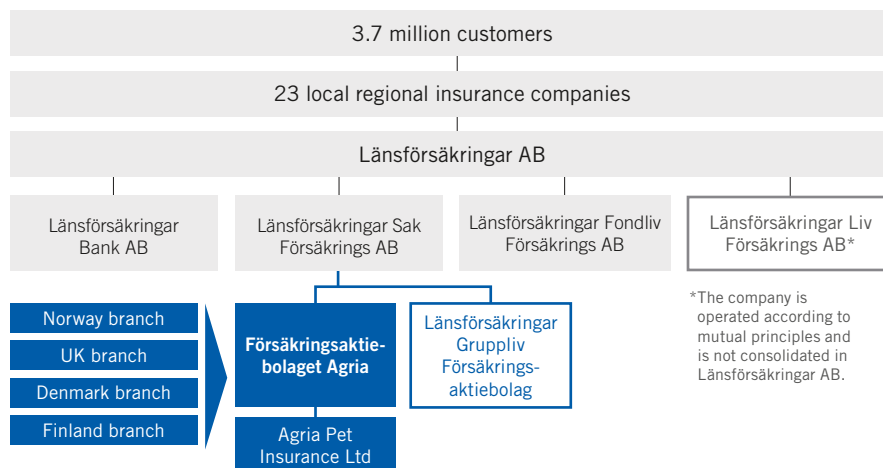 3.7 million customers
23 local regional insurance companies
Länsförsäkringar AB
Länsförsäkringar
Bank AB
Länsförsäkringar Sak
Försäkrings AB
Länsförsäkringar Fondliv
Försäkrings AB
Länsförsäkringar Liv
Försäkrings AB*
Norway branch
UK branch
Denmark branch
Finland branch
Försäkringsaktie-
bolaget Agria
Länsförsäkringar
Gruppliv
Försäkrings-
aktiebolag
Agria Pet
Insurance Ltd
*The company is
operated according to
mutual principles and
is not consolidated in
Länsförsäkringar AB.